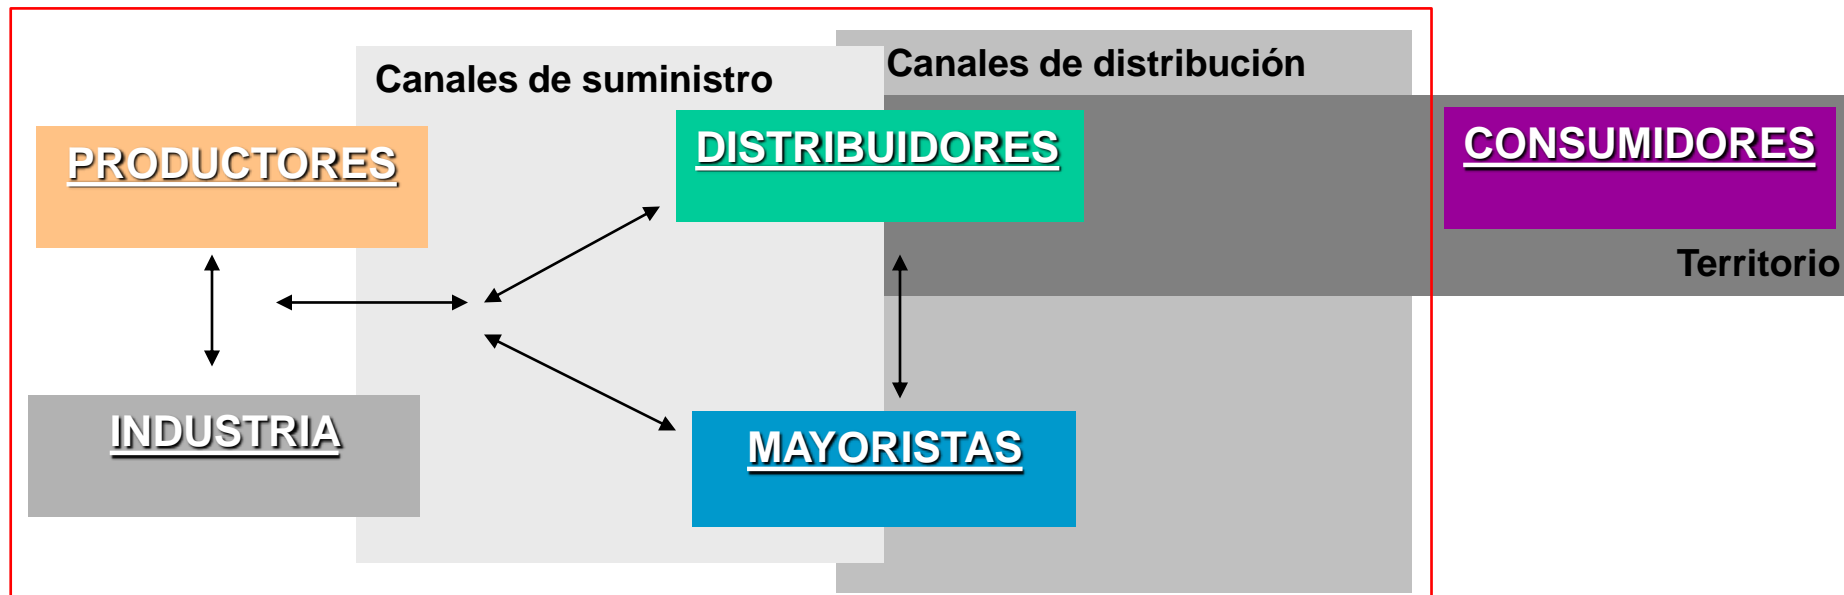 Canales de suministro
Canales de distribución
PRODUCTORES
DISTRIBUIDORES
CONSUMIDORES
Territorio
INDUSTRIA
MAYORISTAS